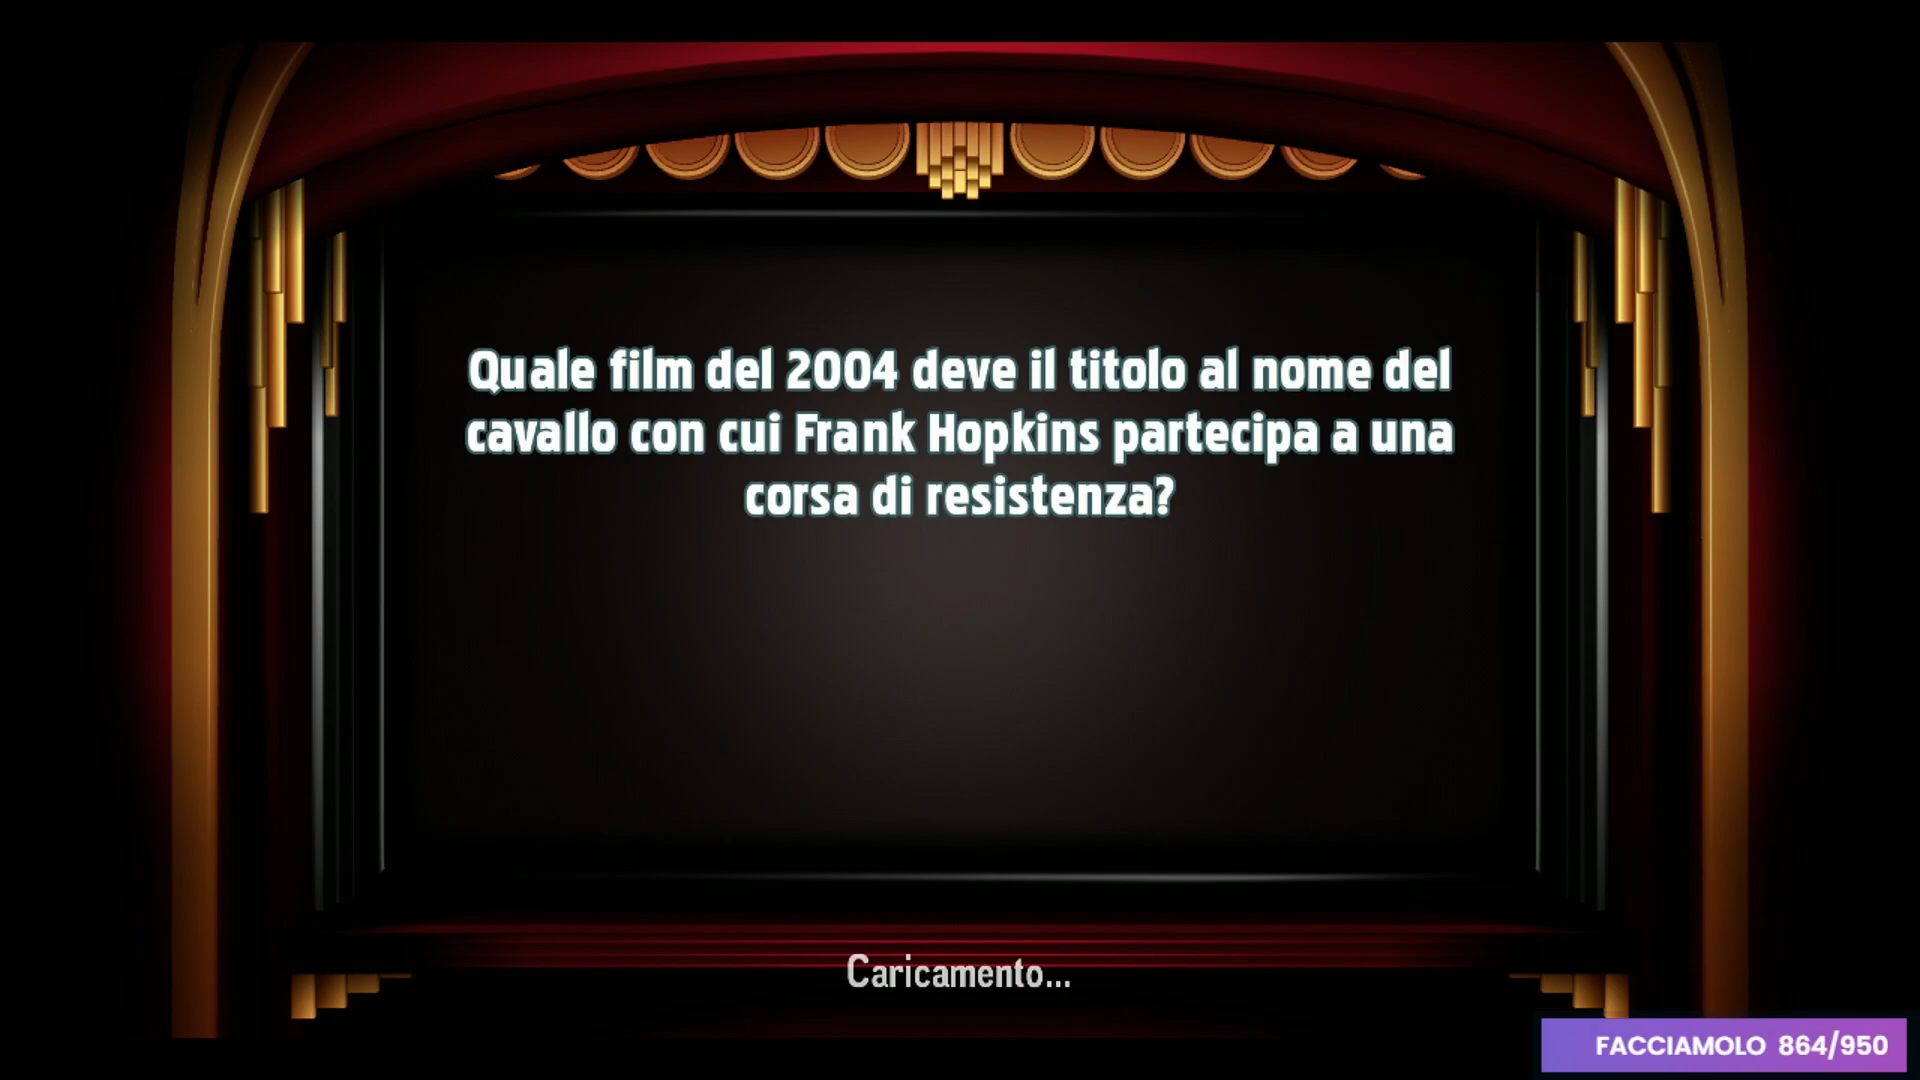 Quale film del 2004 deve il titolo al nome del
cavallo con cui Frank Hopkins partecipa a una
corsa di resistenza?
Caricamento...
FACCIAMOLO 864/950